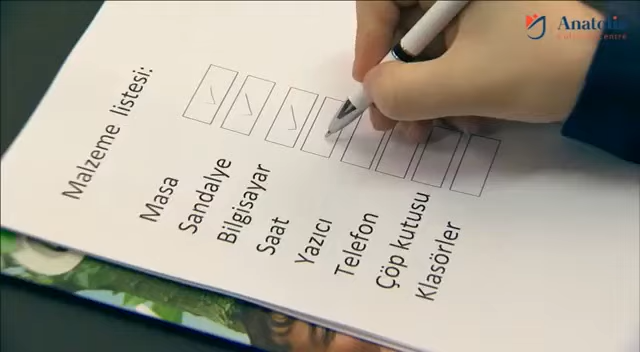 Malzeme listesi:
Masa
Sandalye
Bilgisayar
Saat
Yazıcı
Telefon
Çöp kutusu
Klasörler
Anatolia